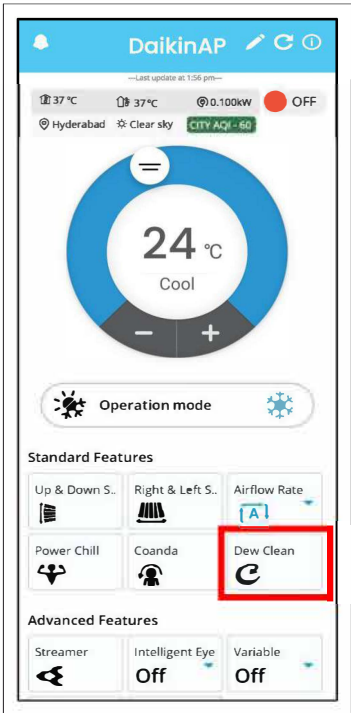 DaikinAP
—Last update at 1:56 pm—
37 °C 37 °C 0.100kW OFF
Hyderabad Clear sky CITY AQI - 60
24 °C
Cool
− +
Operation mode
Standard Features
Up & Down S.. Right & Left S.. Airflow Rate
A
Power Chill Coanda Dew Clean
Advanced Features
Streamer Intelligent Eye Variable
Off Off